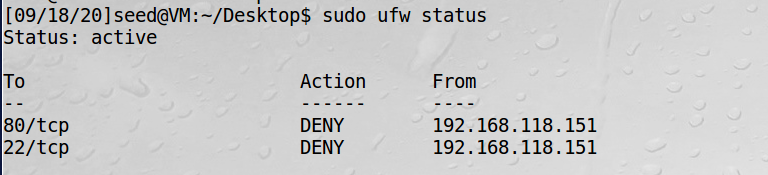 [09/18/20]seed@VM:~/Desktop$ sudo ufw status
Status: active
To Action From
-- ------ ----
80/tcp DENY 192.168.118.151
22/tcp DENY 192.168.118.151